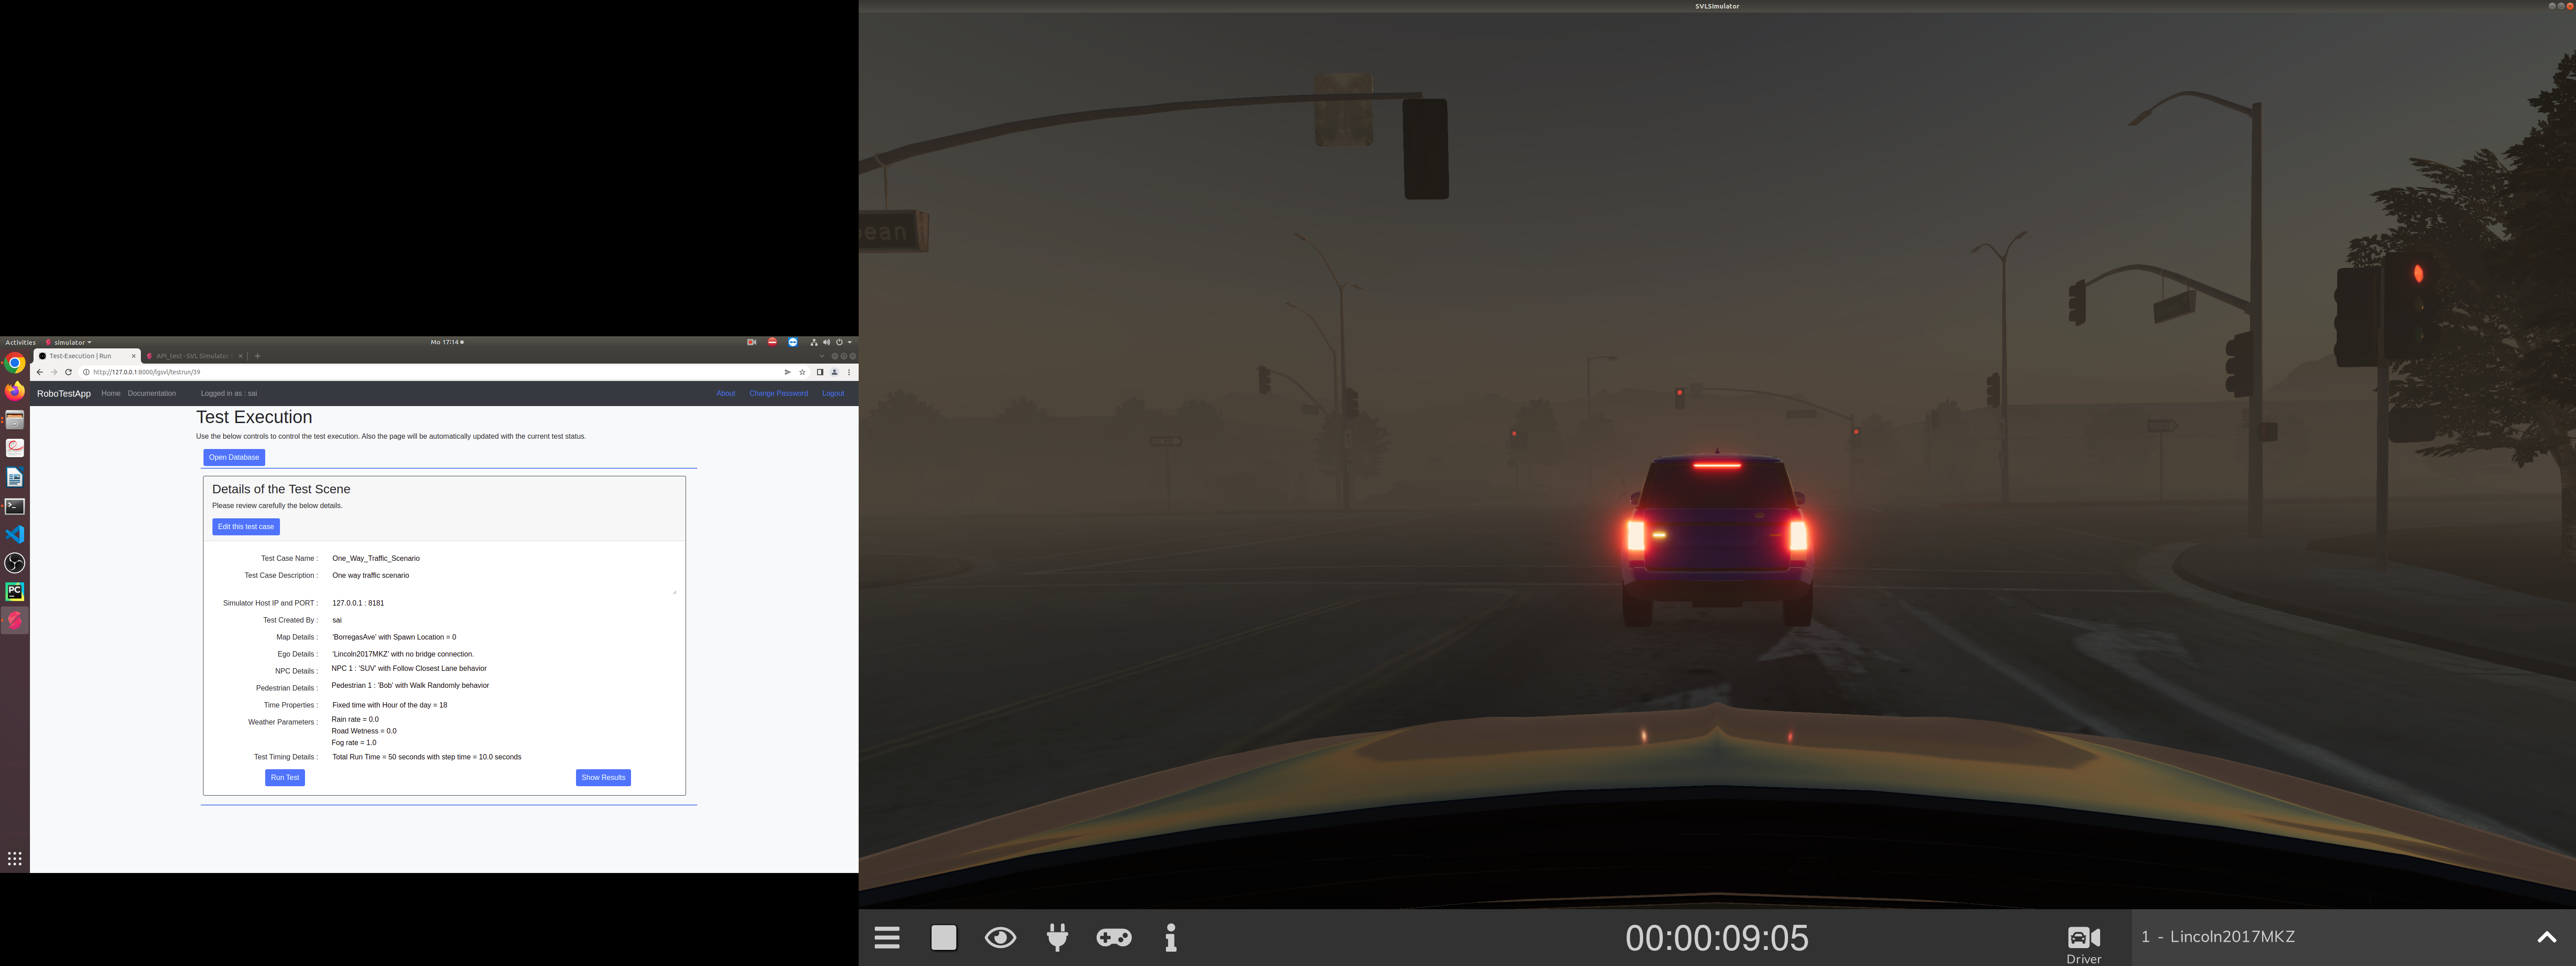 SVLSimulator
ean
Activities
simulator
Mo 17:14
Test-Execution | Run
API_test - SVL Simulator
http://127.0.0.1:8000/lgsvl/testrun/39
RoboTestApp Home Documentation Logged in as : sai About Change Password Logout
Test Execution
Use the below controls to control the test execution. Also the page will be automatically updated with the current test status.
Open Database
Details of the Test Scene
Please review carefully the below details.
Edit this test case
Test Case Name : One_Way_Traffic_Scenario
Test Case Description : One way traffic scenario
Simulator Host IP and PORT : 127.0.0.1 : 8181
Test Created By : sai
Map Details : 'BorregasAve' with Spawn Location = 0
Ego Details : 'Lincoln2017MKZ' with no bridge connection.
NPC Details : NPC 1 : 'SUV' with Follow Closest Lane behavior
Pedestrian Details : Pedestrian 1 : 'Bob' with Walk Randomly behavior
Time Properties : Fixed time with Hour of the day = 18
Weather Parameters : Rain rate = 0.0
Road Wetness = 0.0
Fog rate = 1.0
Test Timing Details : Total Run Time = 50 seconds with step time = 10.0 seconds
Run Test
Show Results
PC
00:00:09:05
Driver
1 - Lincoln2017MKZ